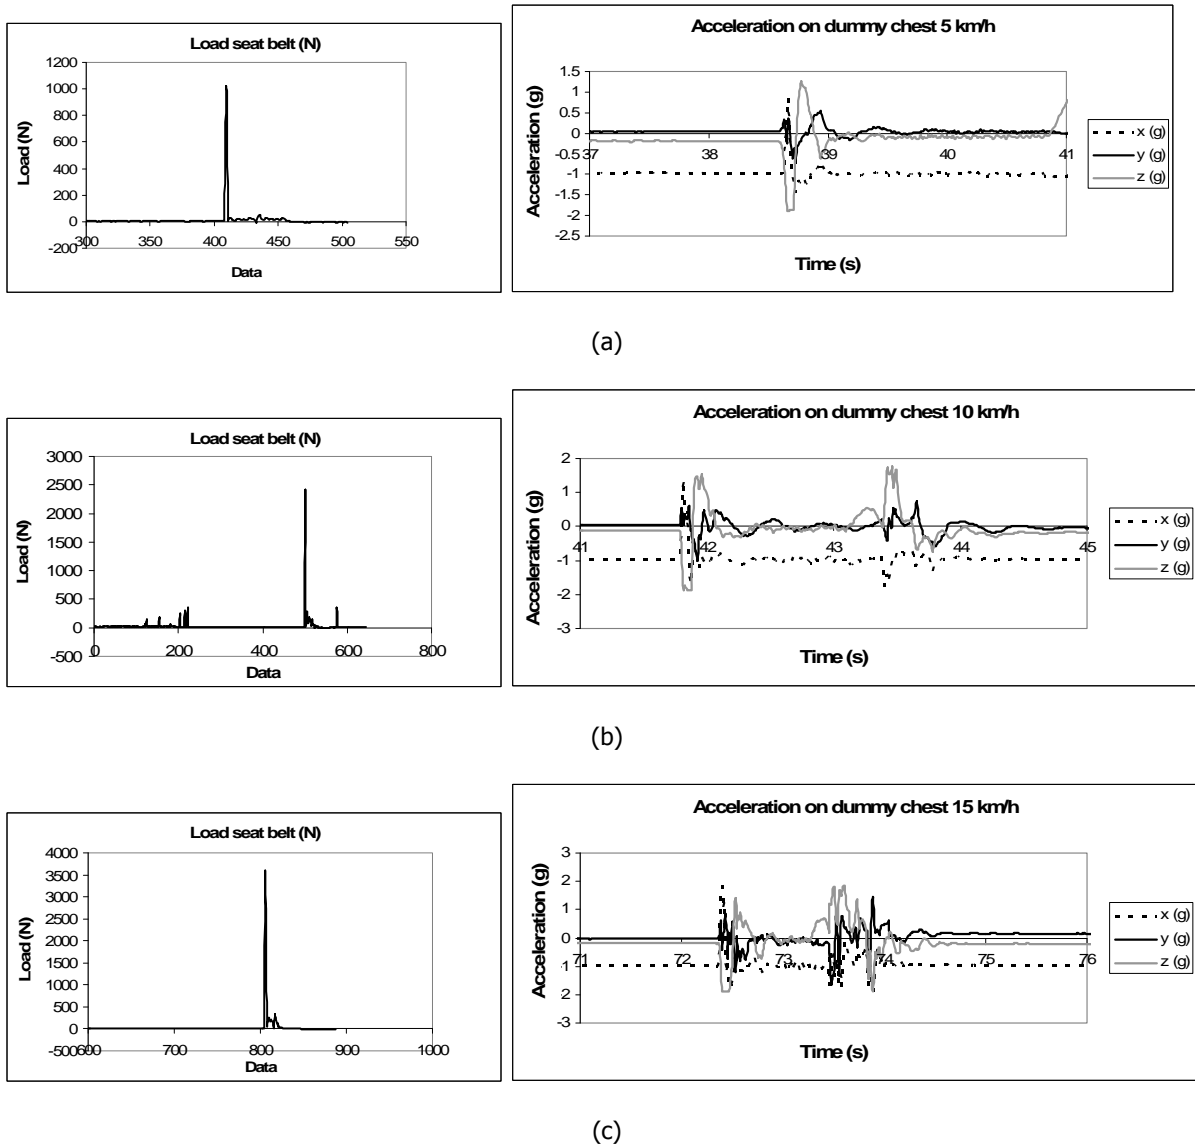 Load seat belt (N)
1200
1000
800
600
400
200
0
-200
Load (N)
300
350
400
450
500
550
Data
Acceleration on dummy chest 5 km/h
1.5
1
0.5
0
-0.5
-1
-1.5
-2
-2.5
Acceleration (g)
37
38
39
40
41
Time (s)
x (g)
y (g)
z (g)
(a)
Load seat belt (N)
3000
2500
2000
1500
1000
500
0
-500
Load (N)
0
200
400
600
800
Data
Acceleration on dummy chest 10 km/h
2
1
0
-1
-2
-3
Acceleration (g)
41
42
43
44
45
Time (s)
x (g)
y (g)
z (g)
(b)
Load seat belt (N)
4000
3500
3000
2500
2000
1500
1000
500
0
-500
Load (N)
600
700
800
900
1000
Data
Acceleration on dummy chest 15 km/h
3
2
1
0
-1
-2
-3
Acceleration (g)
71
72
73
74
75
76
Time (s)
x (g)
y (g)
z (g)
(c)